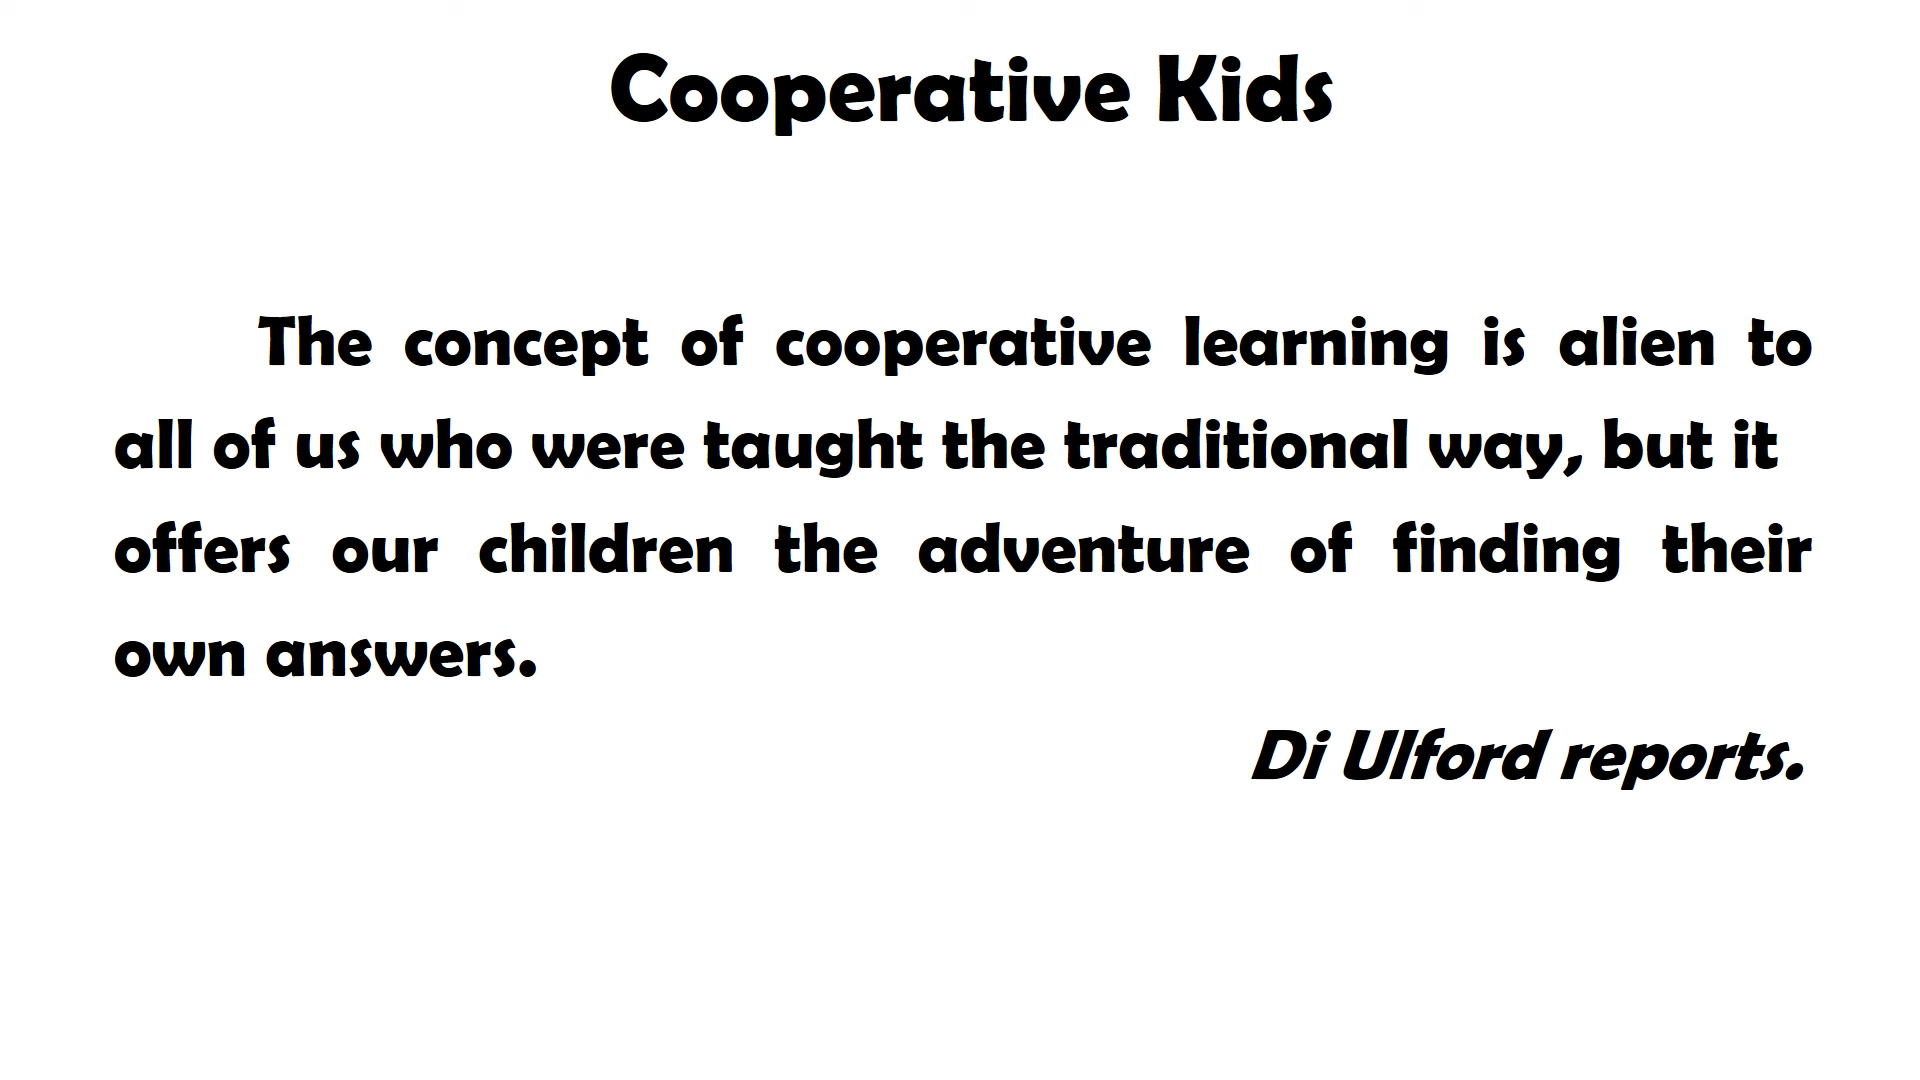 Cooperative Kids
The concept of cooperative learning is alien to
all of us who were taught the traditional way, but it
offers our children the adventure of finding their
own answers.
Di Ulford reports.